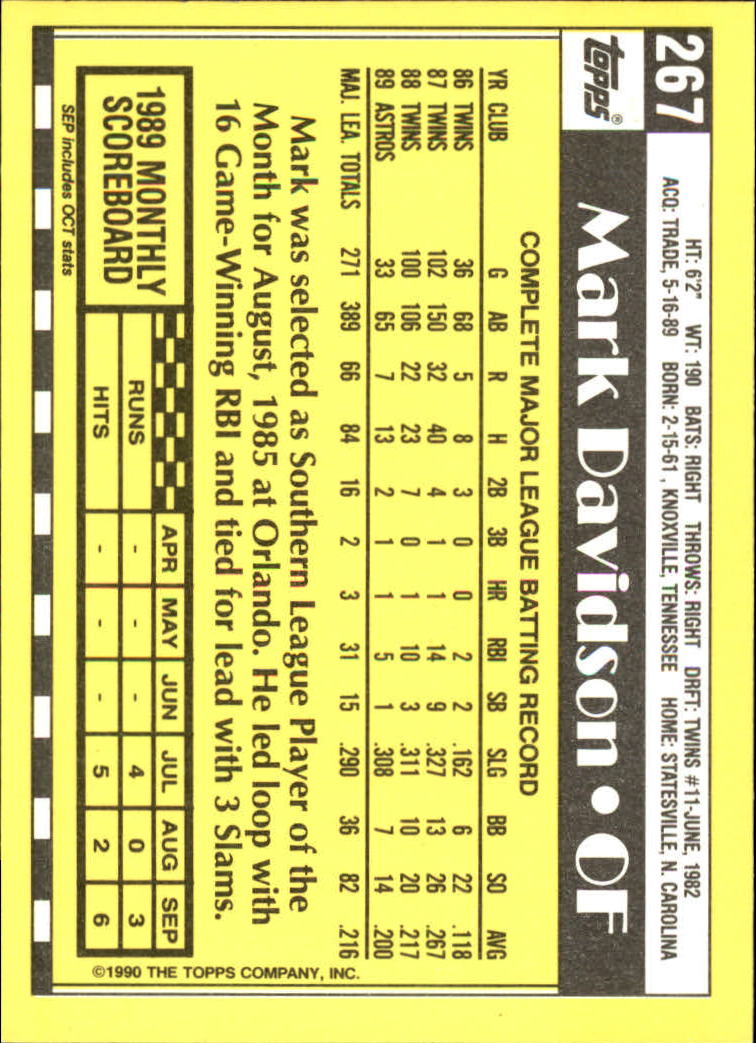 267
HT: 6'2" WT: 190 BATS: RIGHT THROWS: RIGHT DRFT: TWINS #11-JUNE, 1982
ACQ: TRADE, 5-16-89 BORN: 2-15-61, KNOXVILLE, TENNESSEE HOME: STATESVILLE, N. CAROLINA
Topps®
Mark Davidson • OF
COMPLETE MAJOR LEAGUE BATTING RECORD
YR CLUB G AB R H 2B 3B HR RBI SB SLG BB SO AVG
86 TWINS 36 68 5 8 3 0 0 2 2 .162 6 22 .118
87 TWINS 102 150 32 40 4 1 1 14 9 .327 13 26 .267
88 TWINS 100 106 22 23 7 0 1 10 3 .311 10 20 .217
89 ASTROS 33 65 7 13 2 1 1 5 1 .308 7 14 .200
MAJ. LEA. TOTALS 271 389 66 84 16 2 3 31 15 .290 36 82 .216
Mark was selected as Southern League Player of the
Month for August, 1985 at Orlando. He led loop with
16 Game-Winning RBI and tied for lead with 3 Slams.
1989 MONTHLY
SCOREBOARD
APR MAY JUN JUL AUG SEP
RUNS - - - 4 0 3
HITS - - - 5 2 6
SEP includes OCT stats
©1990 THE TOPPS COMPANY, INC.